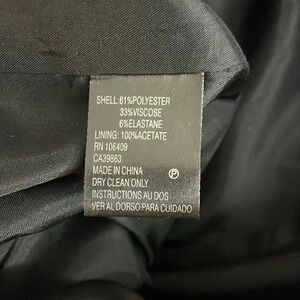 SHELL: 61%POLYESTER
33%VISCOSE
6%ELASTANE
LINING: 100%ACETATE
RN 106409
CA39863
MADE IN CHINA
DRY CLEAN ONLY P
INSTRUCTIONS AU DOS
VER AL DORSO PARA CUIDADO